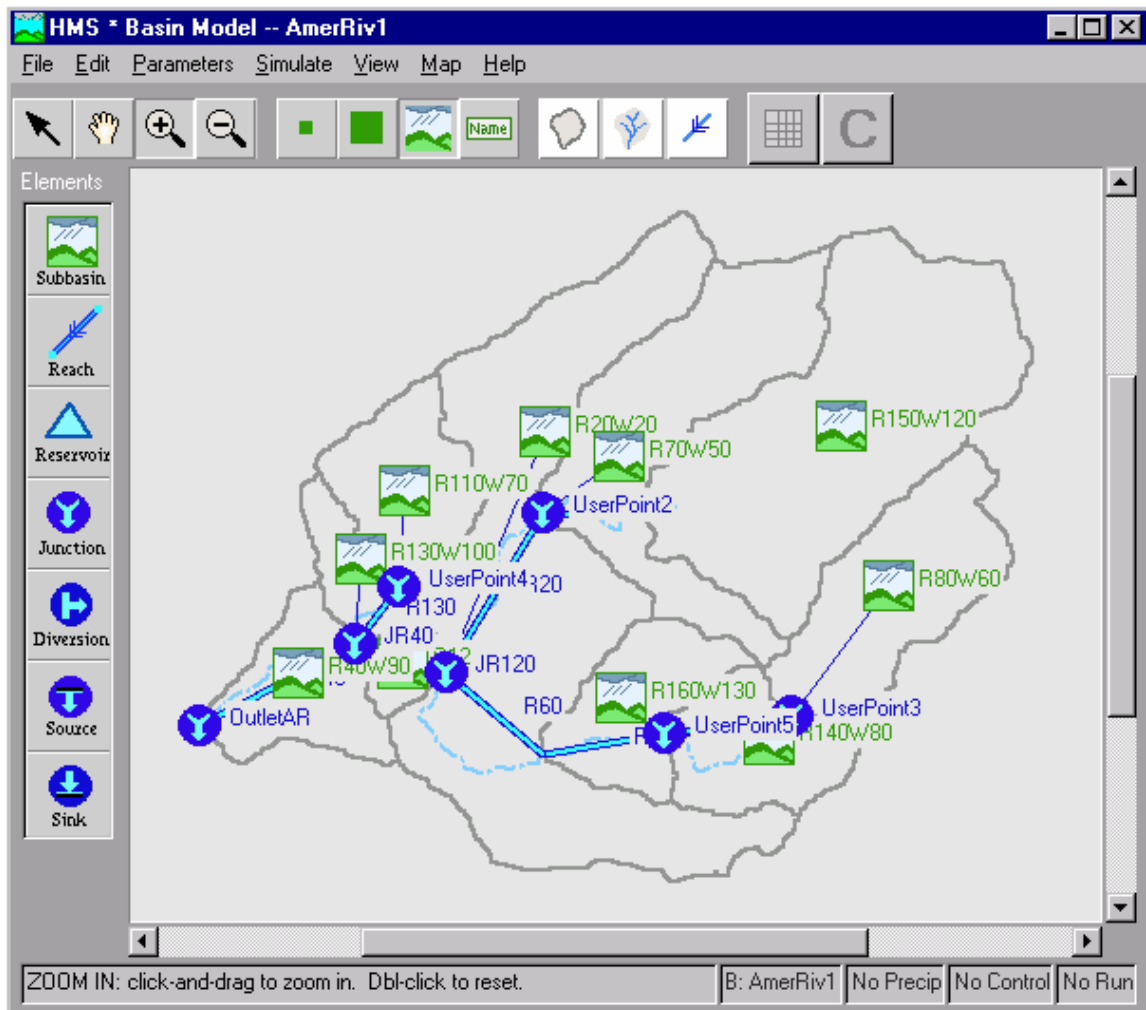 HMS * Basin Model -- AmerRiv1
File Edit Parameters Simulate View Map Help
Name
C
Elements
Subbasin
Reach
Reservoir
Junction
Diversion
Source
Sink
R150W120
R20W20
R70W50
R110W70
UserPoint2
R130W100
UserPoint4
R20
R80W60
R130
JR40
JR120
R40W90
R160W130
R60
UserPoint3
OutletAR
UserPoint5
R140W80
ZOOM IN: click-and-drag to zoom in. Dbl-click to reset.
B: AmerRiv1
No Precip
No Control
No Run